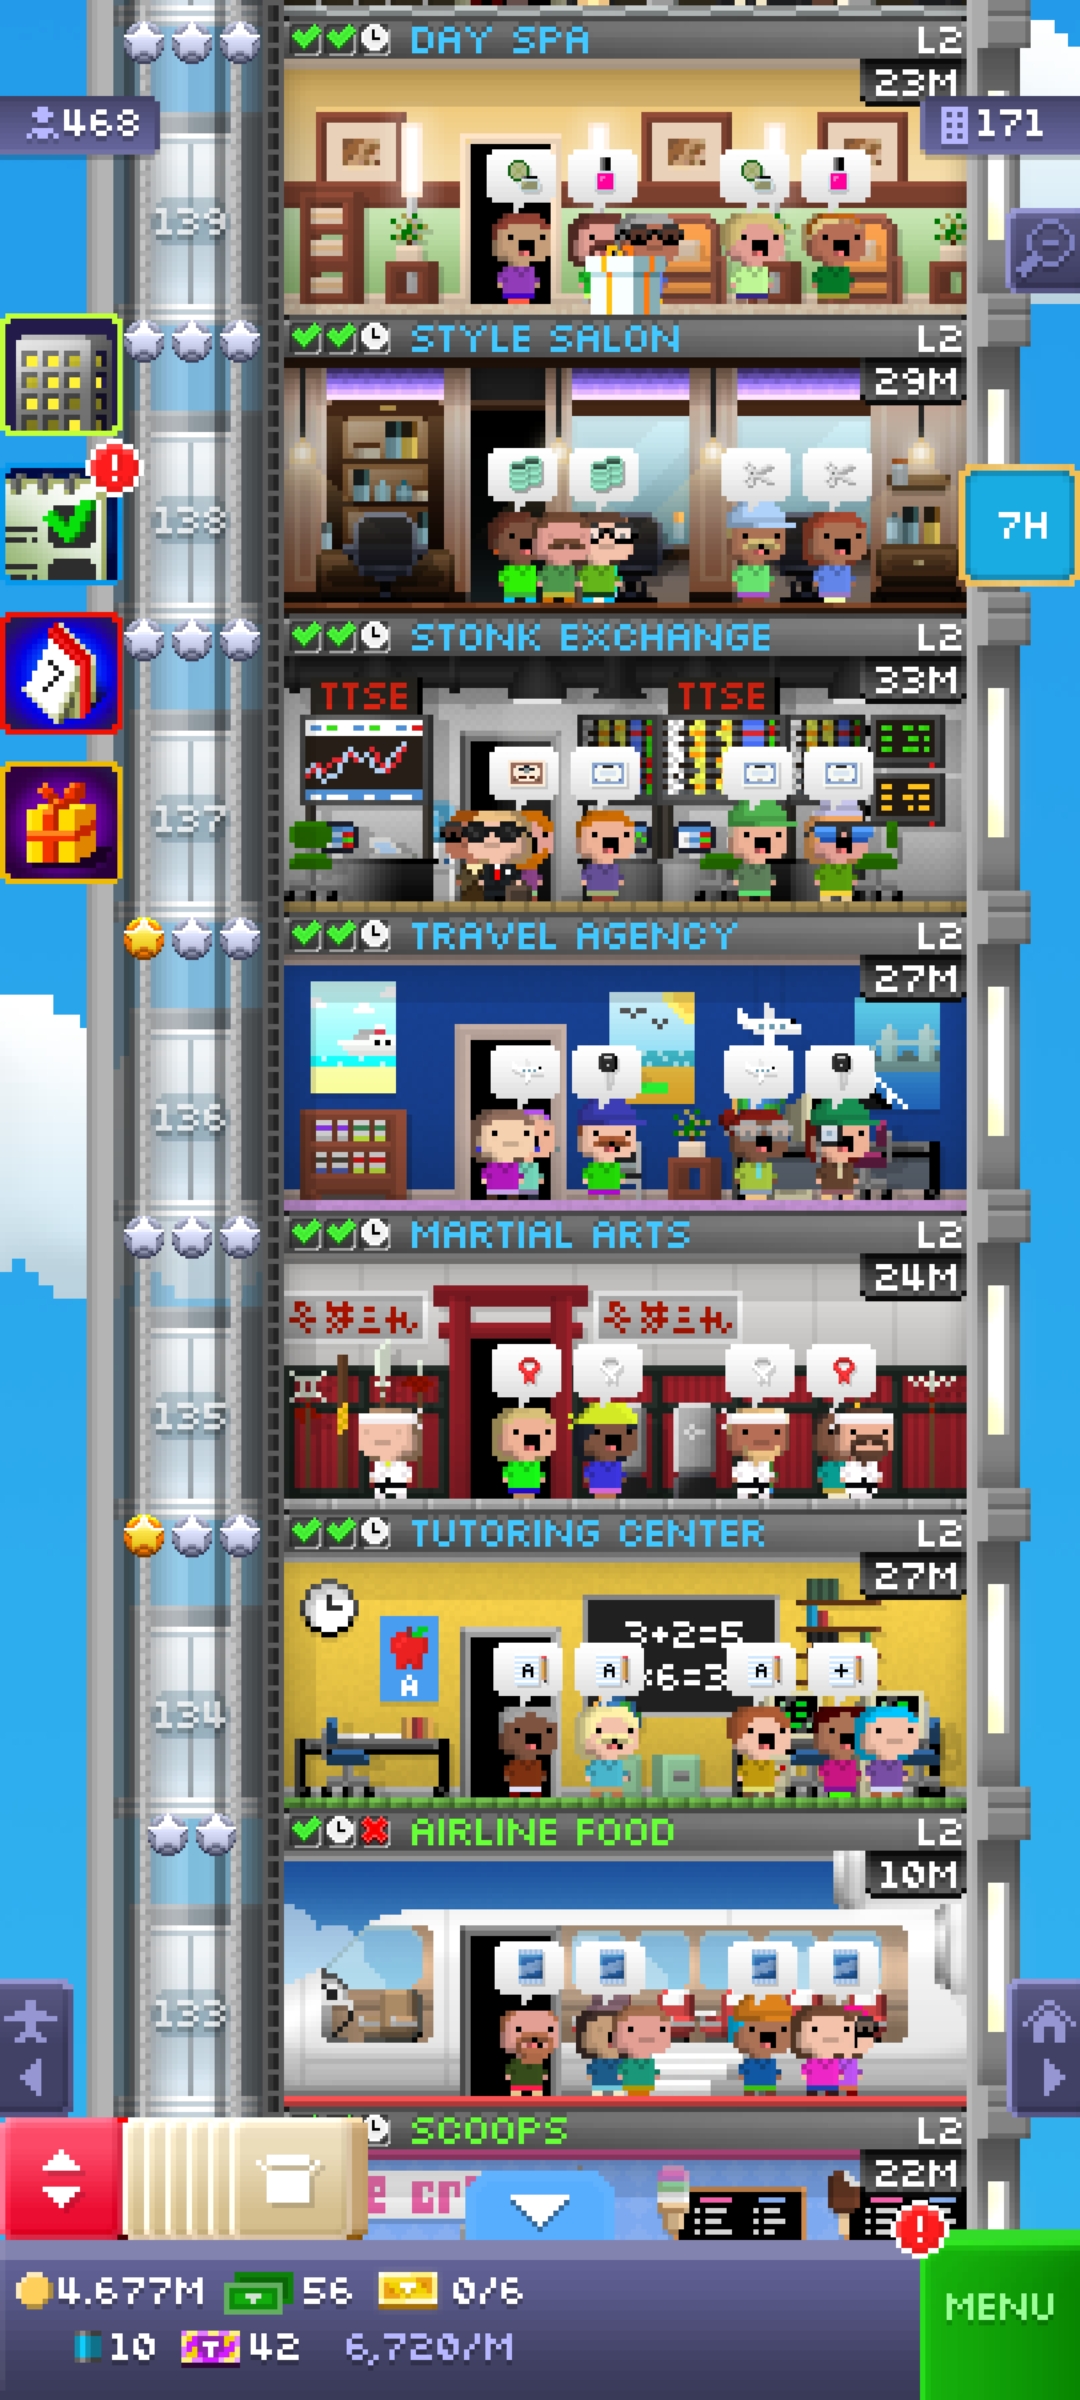 DAY SPA L2
23M
468
171
139
STYLE SALON L2
29M
138
7H
STONK EXCHANGE L2
33M
TTSE TTSE
137
TRAVEL AGENCY L2
27M
136
MARTIAL ARTS L2
24M
135
TUTORING CENTER L2
27M
3+2=5
6=3
A
A A A +
134
AIRLINE FOOD L2
10M
133
SCOOPS L2
22M
e cr
4.677M 56 0/6
10 T 42 6,720/M
MENU